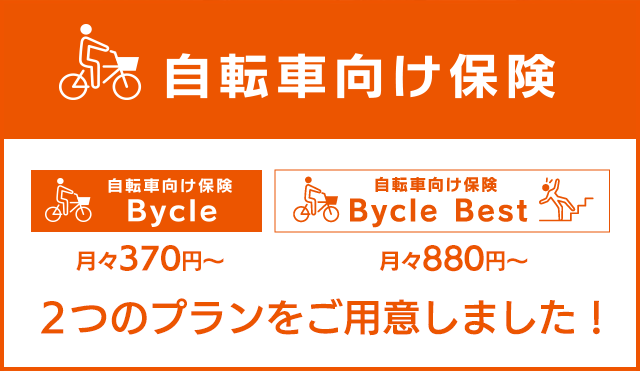 自転車向け保険
自転車向け保険
Bycle
月々370円～
自転車向け保険
Bycle Best
月々880円～
２つのプランをご用意しました！